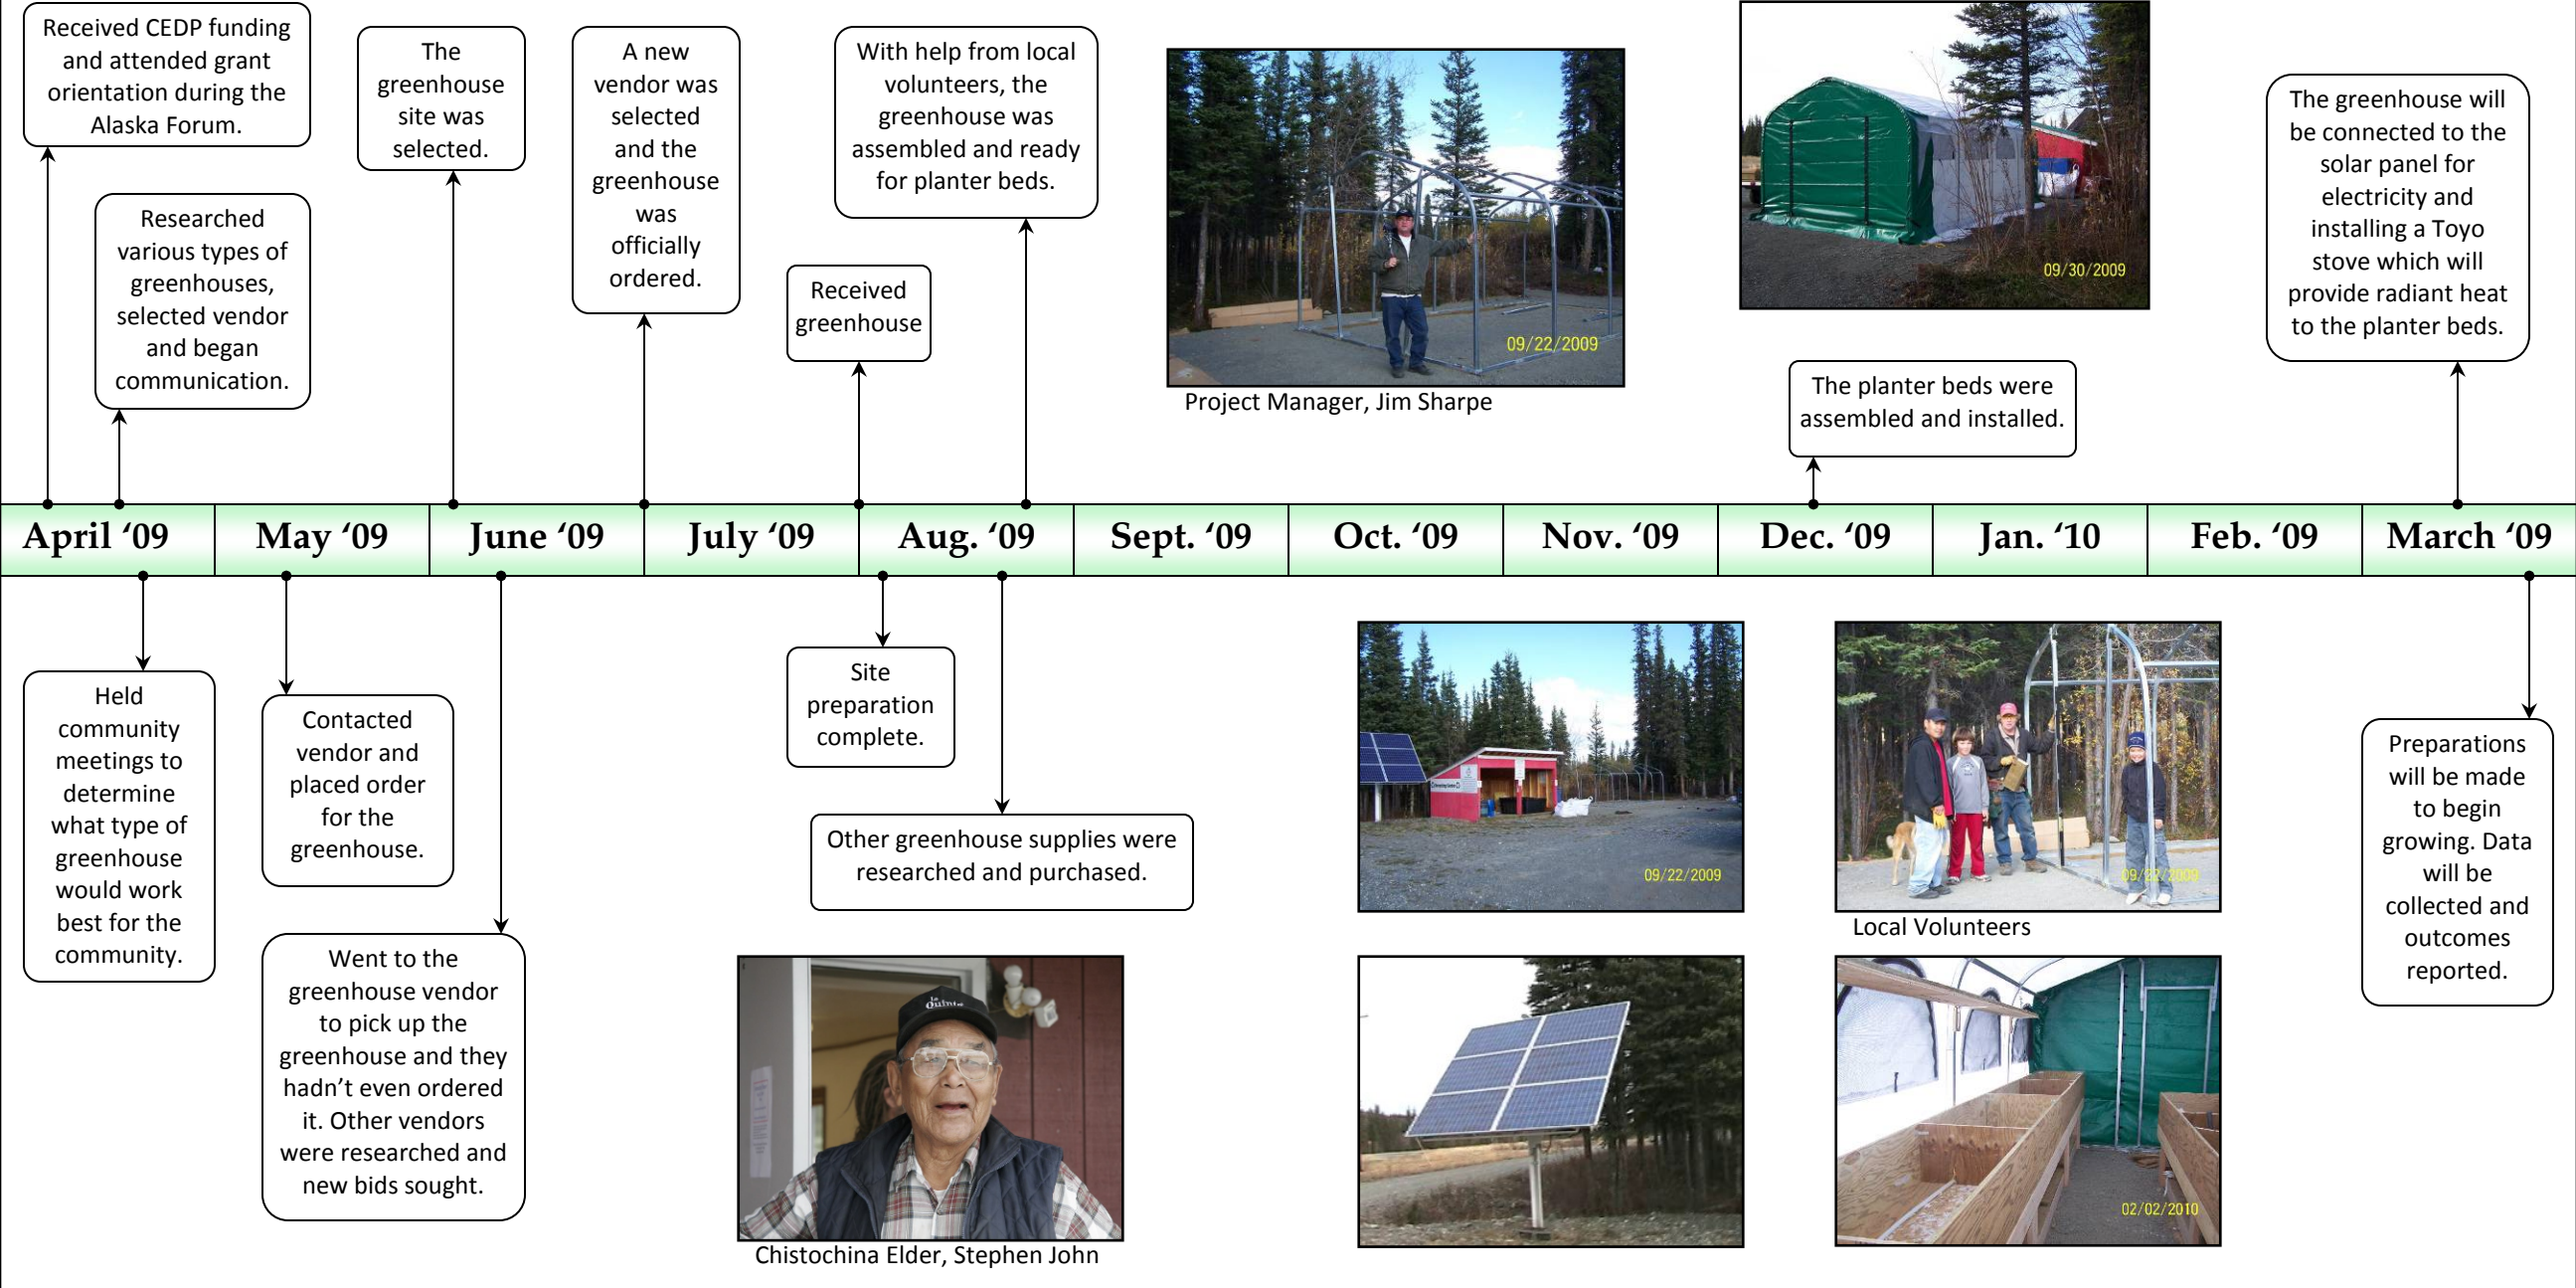 Received CEDP funding
and attended grant
orientation during the
Alaska Forum.
Researched
various types of
greenhouses,
selected vendor
and began
communication.
The
greenhouse
site was
selected.
A new
vendor was
selected
and the
greenhouse
was
officially
ordered.
Received
greenhouse
With help from local
volunteers, the
greenhouse was
assembled and ready
for planter beds.
09/22/2009
Project Manager, Jim Sharpe
09/30/2009
The planter beds were
assembled and installed.
The greenhouse will
be connected to the
solar panel for
electricity and
installing a Toyo
stove which will
provide radiant heat
to the planter beds.
April ‘09
May ‘09
June ‘09
July ‘09
Aug. ‘09
Sept. ‘09
Oct. ‘09
Nov. ‘09
Dec. ‘09
Jan. ‘10
Feb. ‘09
March ‘09
Held
community
meetings to
determine
what type of
greenhouse
would work
best for the
community.
Contacted
vendor and
placed order
for the
greenhouse.
Went to the
greenhouse vendor
to pick up the
greenhouse and they
hadn’t even ordered
it. Other vendors
were researched and
new bids sought.
Site
preparation
complete.
Other greenhouse supplies were
researched and purchased.
La
Quinta
Chistochina Elder, Stephen John
09/22/2009
09/22/2009
Local Volunteers
02/02/2010
Preparations
will be made
to begin
growing. Data
will be
collected and
outcomes
reported.